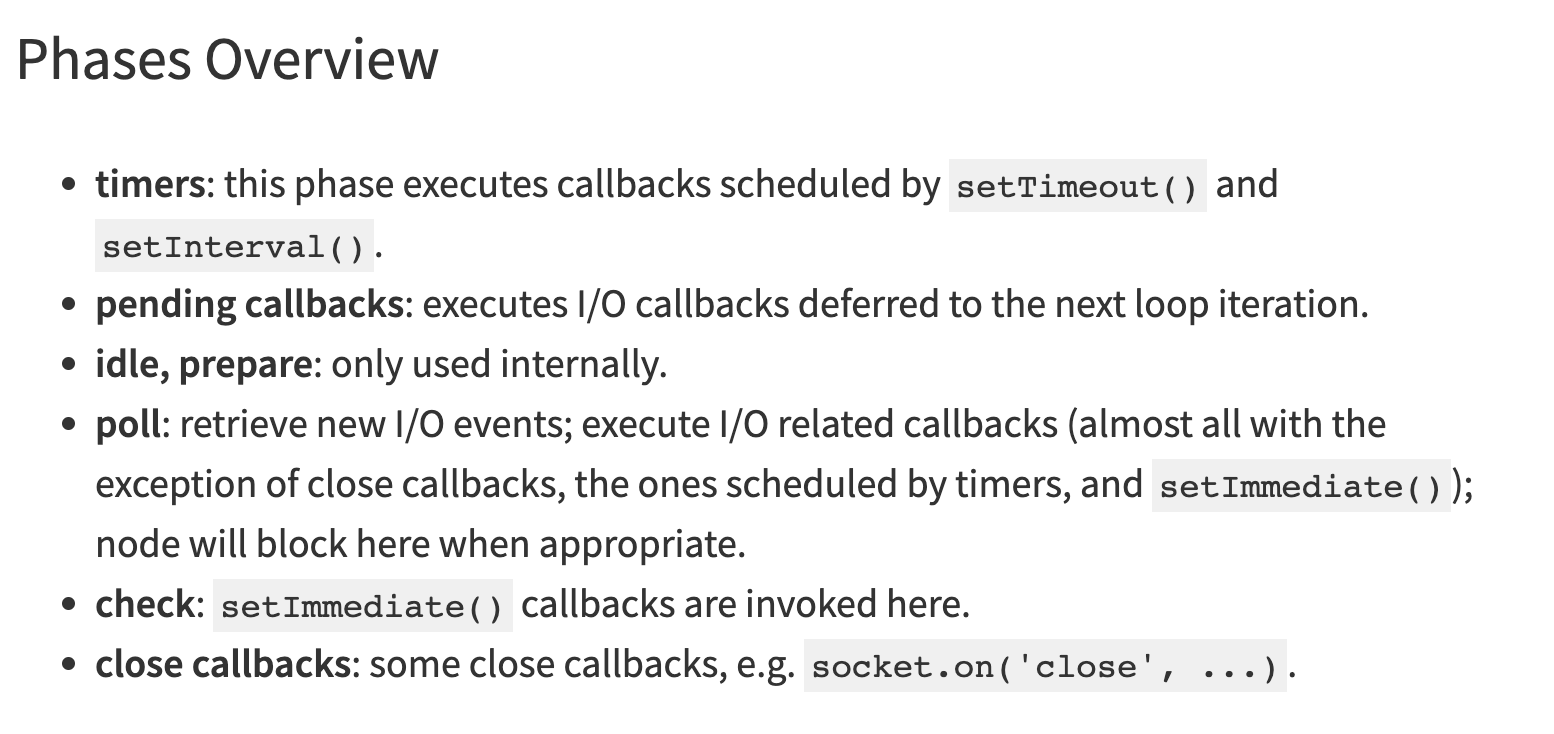 Phases Overview
• timers: this phase executes callbacks scheduled by setTimeout() and
setInterval().
• pending callbacks: executes I/O callbacks deferred to the next loop iteration.
• idle, prepare: only used internally.
• poll: retrieve new I/O events; execute I/O related callbacks (almost all with the
exception of close callbacks, the ones scheduled by timers, and setImmediate());
node will block here when appropriate.
• check: setImmediate() callbacks are invoked here.
• close callbacks: some close callbacks, e.g. socket.on('close', ...).